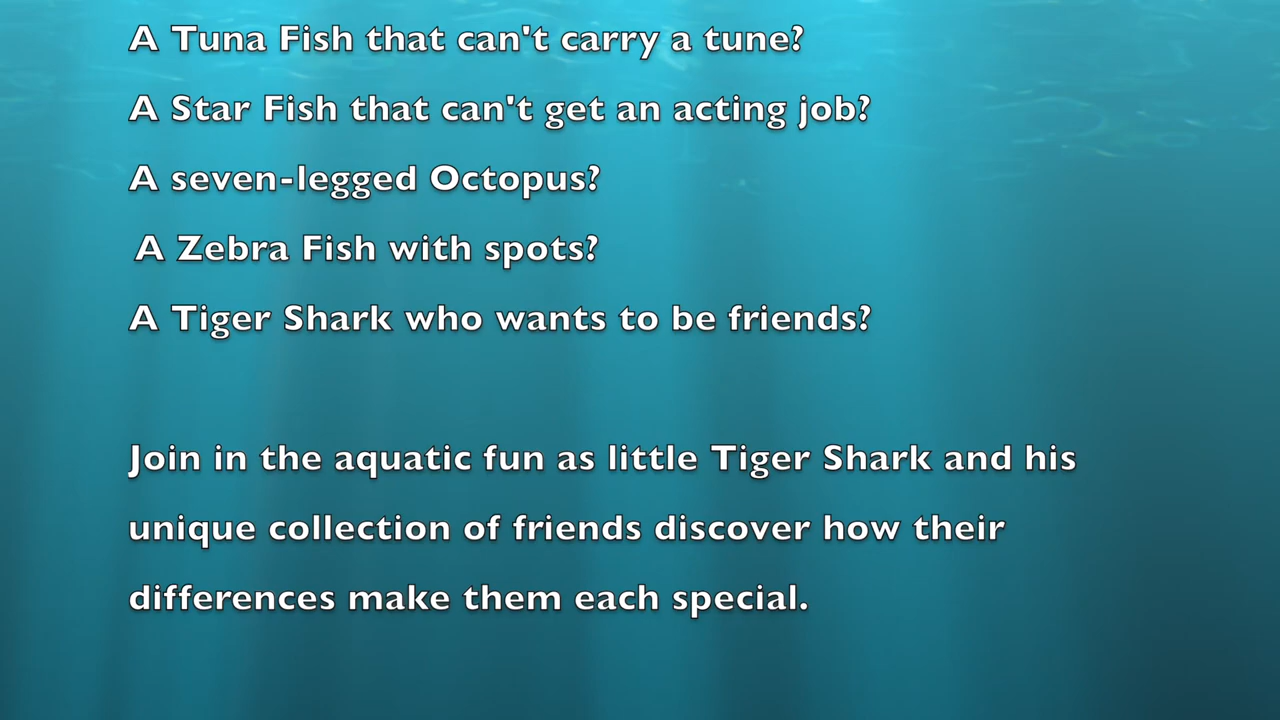 A Tuna Fish that can't carry a tune?
A Star Fish that can't get an acting job?
A seven-legged Octopus?
A Zebra Fish with spots?
A Tiger Shark who wants to be friends?
Join in the aquatic fun as little Tiger Shark and his
unique collection of friends discover how their
differences make them each special.